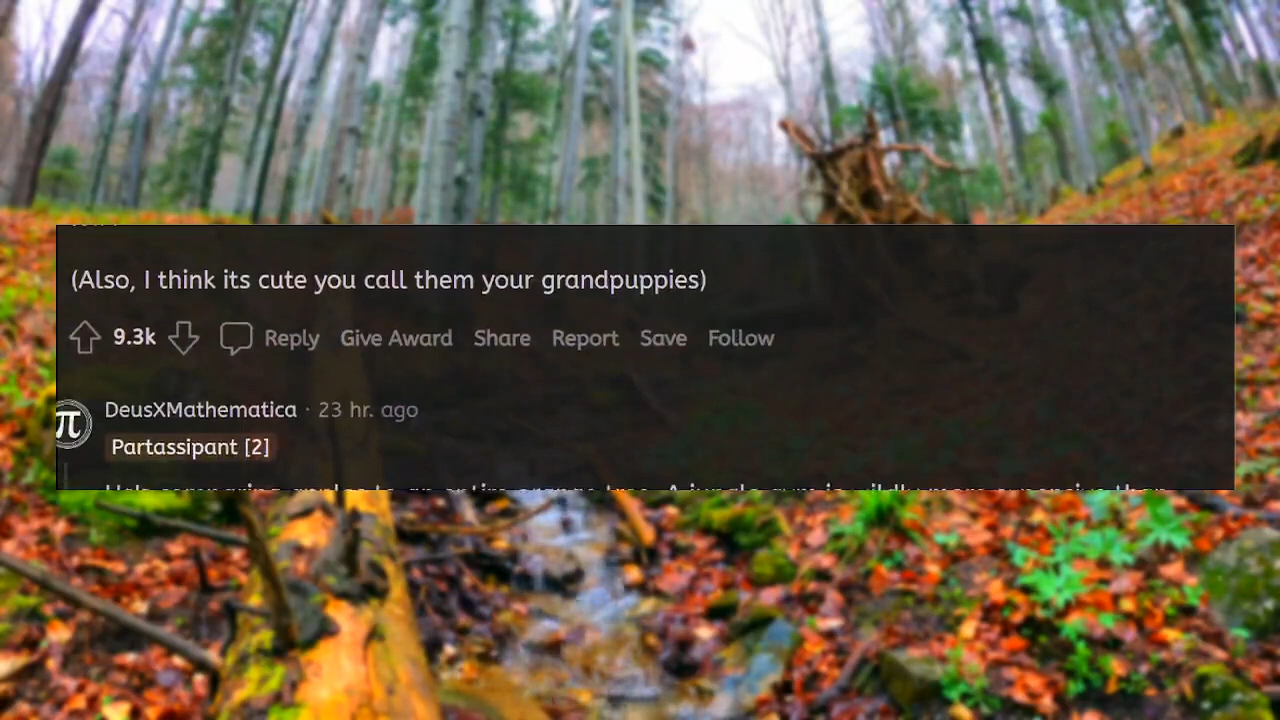 (Also, I think its cute you call them your grandpuppies)
9.3k Reply Give Award Share Report Save Follow
π
DeusXMathematica · 23 hr. ago
Partassipant [2]